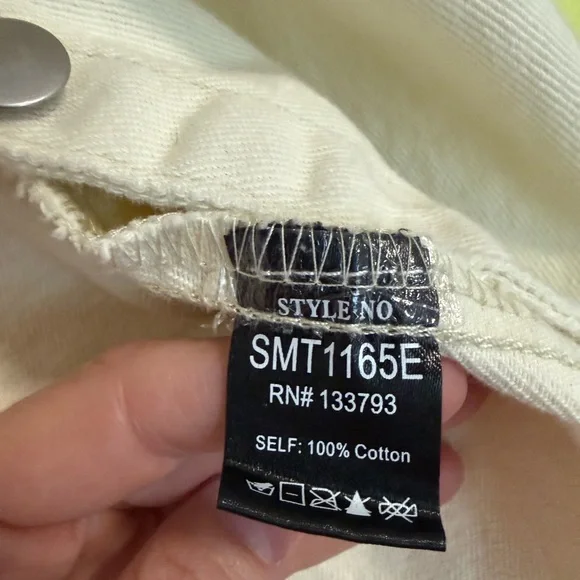 STYLE NO
SMT1165E
RN# 133793
SELF: 100% Cotton